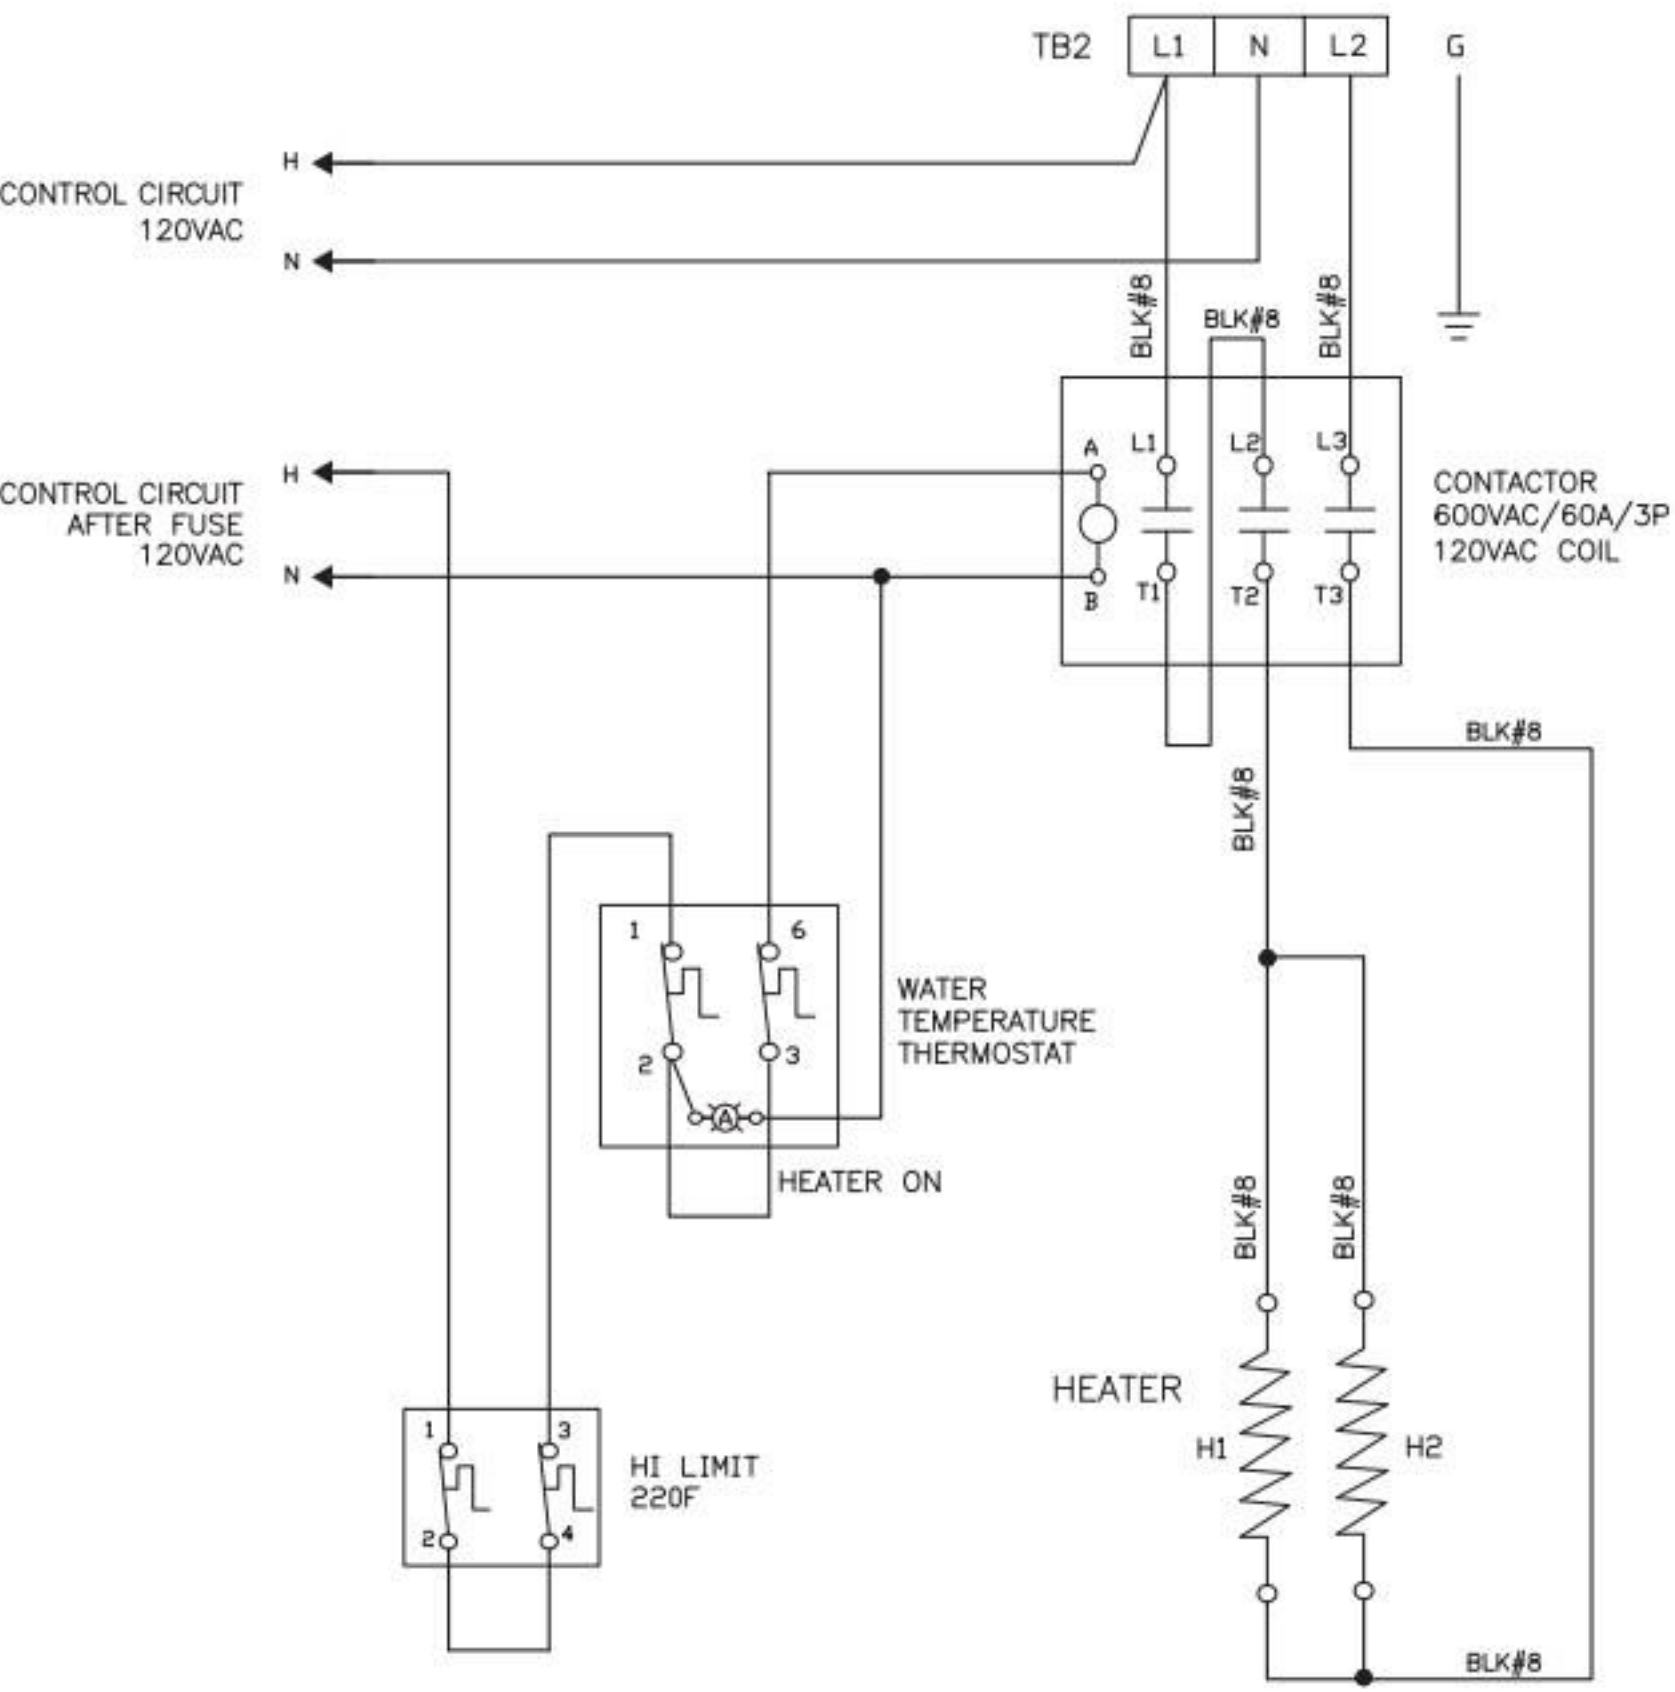 TB2 L1 N L2 G
H
CONTROL CIRCUIT
120VAC
N
BLK#8
BLK#8
BLK#8
A
L1
L2
L3
H
CONTROL CIRCUIT
AFTER FUSE
120VAC
N
CONTACTOR
600VAC/60A/3P
120VAC COIL
B
T1
T2
T3
BLK#8
BLK#8
1
6
WATER
TEMPERATURE
THERMOSTAT
2
3
A
HEATER ON
BLK#8
BLK#8
HEATER
H1
H2
1
3
HI LIMIT
220F
2
4
BLK#8